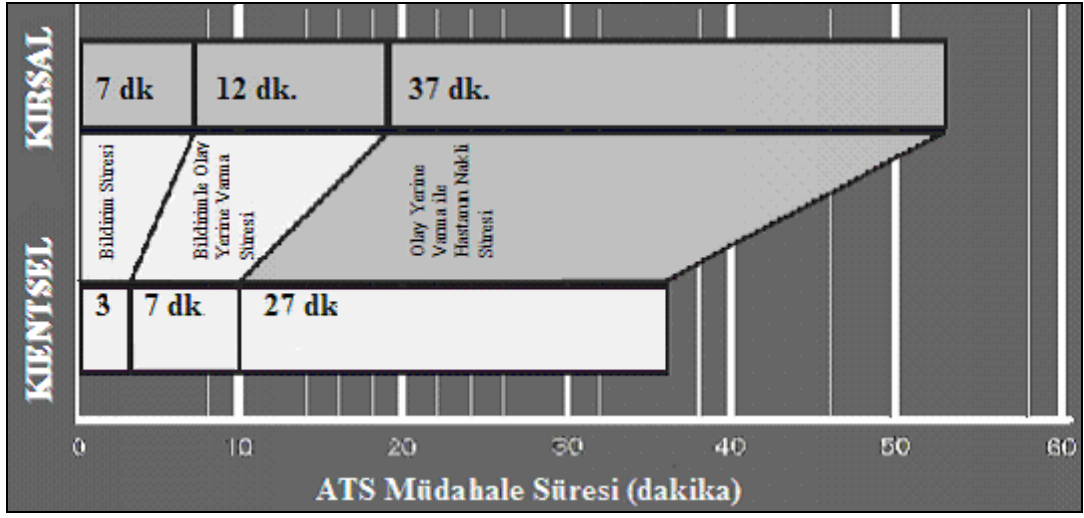 KIRSAL
7 dk
12 dk.
37 dk.
Bildirim Süresi
Bildirimle Olay
Yerine Varma
Süresi
Olay Yerine
Varma ile
Hastanın Nakli
Süresi
KIENTSEL
3
7 dk
27 dk
0 10 20 30 40 50 60
ATS Müdahale Süresi (dakika)